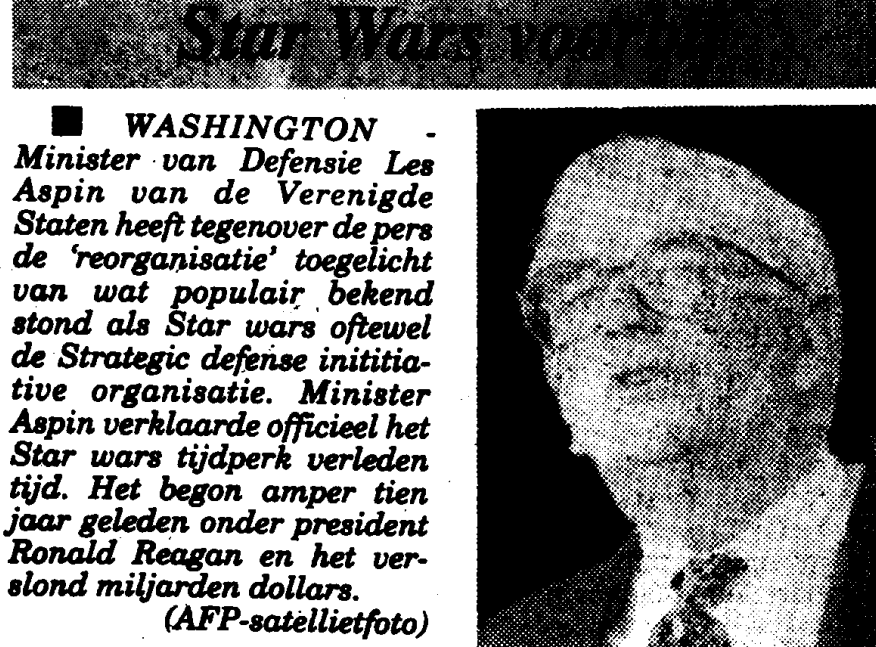 Star Wars voorbij
WASHINGTON -
Minister van Defensie Les
Aspin van de Verenigde
Staten heeft tegenover de pers
de ‘reorganisatie’ toegelicht
van wat populair bekend
stond als Star wars oftewel
de Strategic defense inititia-
tive organisatie. Minister
Aspin verklaarde officieel het
Star wars tijdperk verleden
tijd. Het begon amper tien
jaar geleden onder president
Ronald Reagan en het ver-
slond miljarden dollars.
(AFP-satellietfoto)